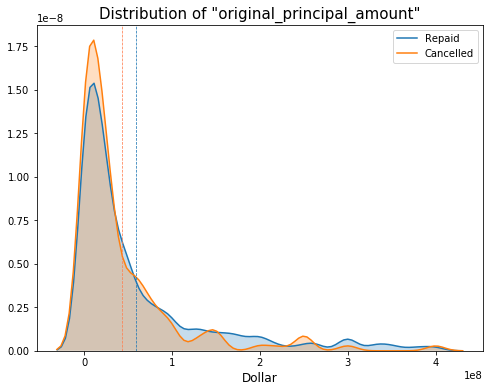 Distribution of "original_principal_amount"
1e−8
Repaid
Cancelled
1.75
1.50
1.25
1.00
0.75
0.50
0.25
0.00
0 1 2 3 4
1e8
Dollar